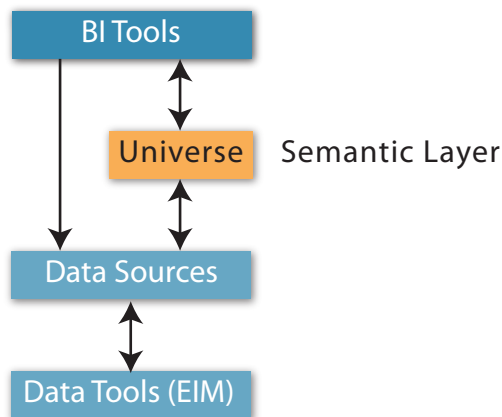 BI Tools
Universe
Semantic Layer
Data Sources
Data Tools (EIM)